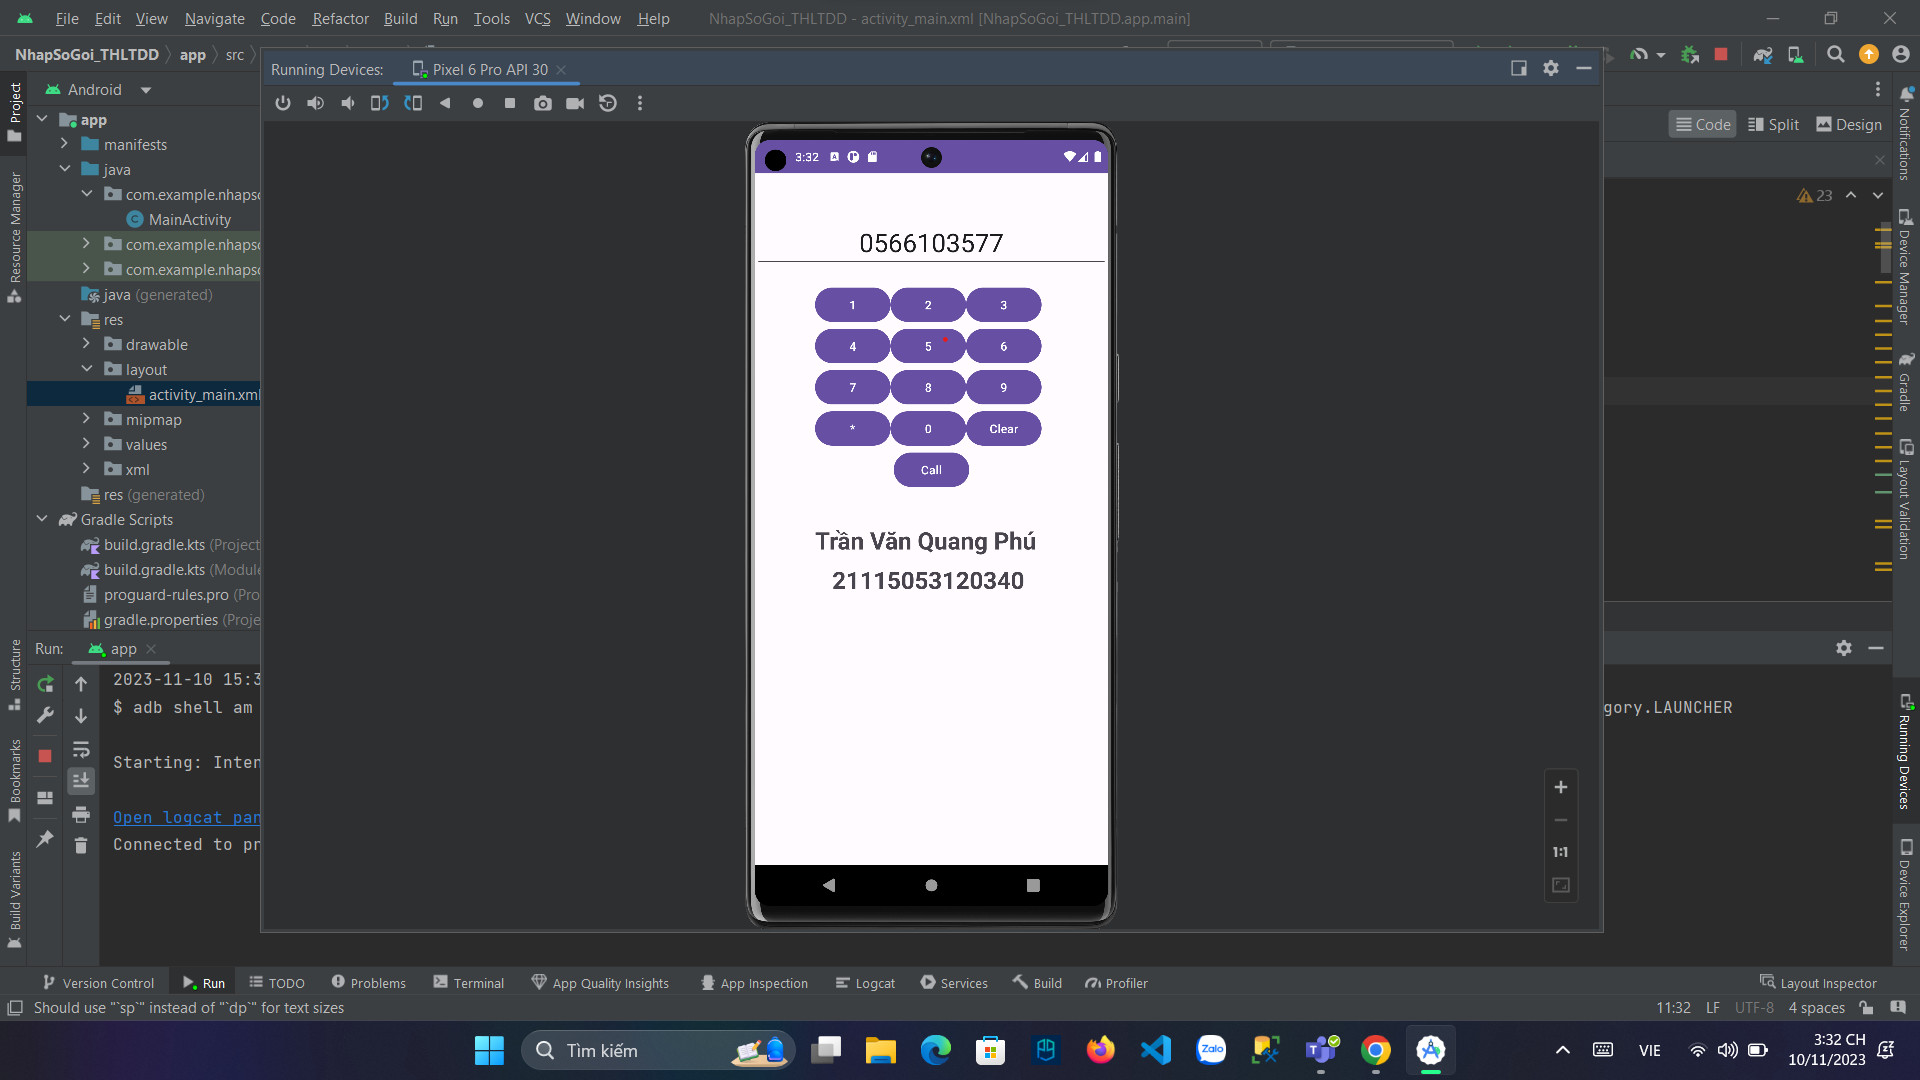 File Edit View Navigate Code Refactor Build Run Tools VCS Window Help NhapSoGoi_THLTDD - activity_main.xml [NhapSoGoi_THLTDD.app.main]
NhapSoGoi_THLTDD app src
Running Devices: Pixel 6 Pro API 30
Android
Code Split Design
app
manifests
java
com.example.nhapso
MainActivity
com.example.nhapso
com.example.nhapso
java (generated)
res
drawable
layout
activity_main.xml
mipmap
values
xml
res (generated)
Gradle Scripts
build.gradle.kts (Project
build.gradle.kts (Module
proguard-rules.pro (Pro
gradle.properties (Proje
23
3:32
0566103577
1 2 3
4 5 6
7 8 9
* 0 Clear
Call
Trần Văn Quang Phú
21115053120340
1:1
Project
Resource Manager
Structure
Bookmarks
Build Variants
Notifications
Device Manager
Gradle
Layout Validation
Running Devices
Device Explorer
Run: app
2023-11-10 15:3
$ adb shell am
gory.LAUNCHER
Starting: Inten
Open logcat pan
Connected to pr
Version Control Run TODO Problems Terminal App Quality Insights App Inspection Logcat Services Build Profiler Layout Inspector
Should use "`sp`" instead of "`dp`" for text sizes 11:32 LF UTF-8 4 spaces
Tìm kiếm
Zalo
VIE
3:32 CH
10/11/2023